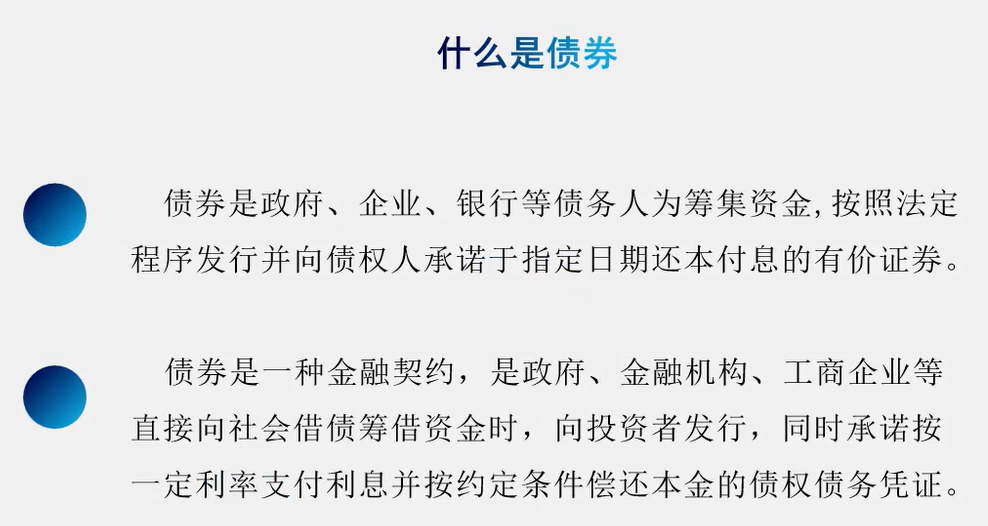 什么是债券
债券是政府、企业、银行等债务人为筹集资金,按照法定
程序发行并向债权人承诺于指定日期还本付息的有价证券。
债券是一种金融契约，是政府、金融机构、工商企业等
直接向社会借债筹借资金时，向投资者发行，同时承诺按
一定利率支付利息并按约定条件偿还本金的债权债务凭证。